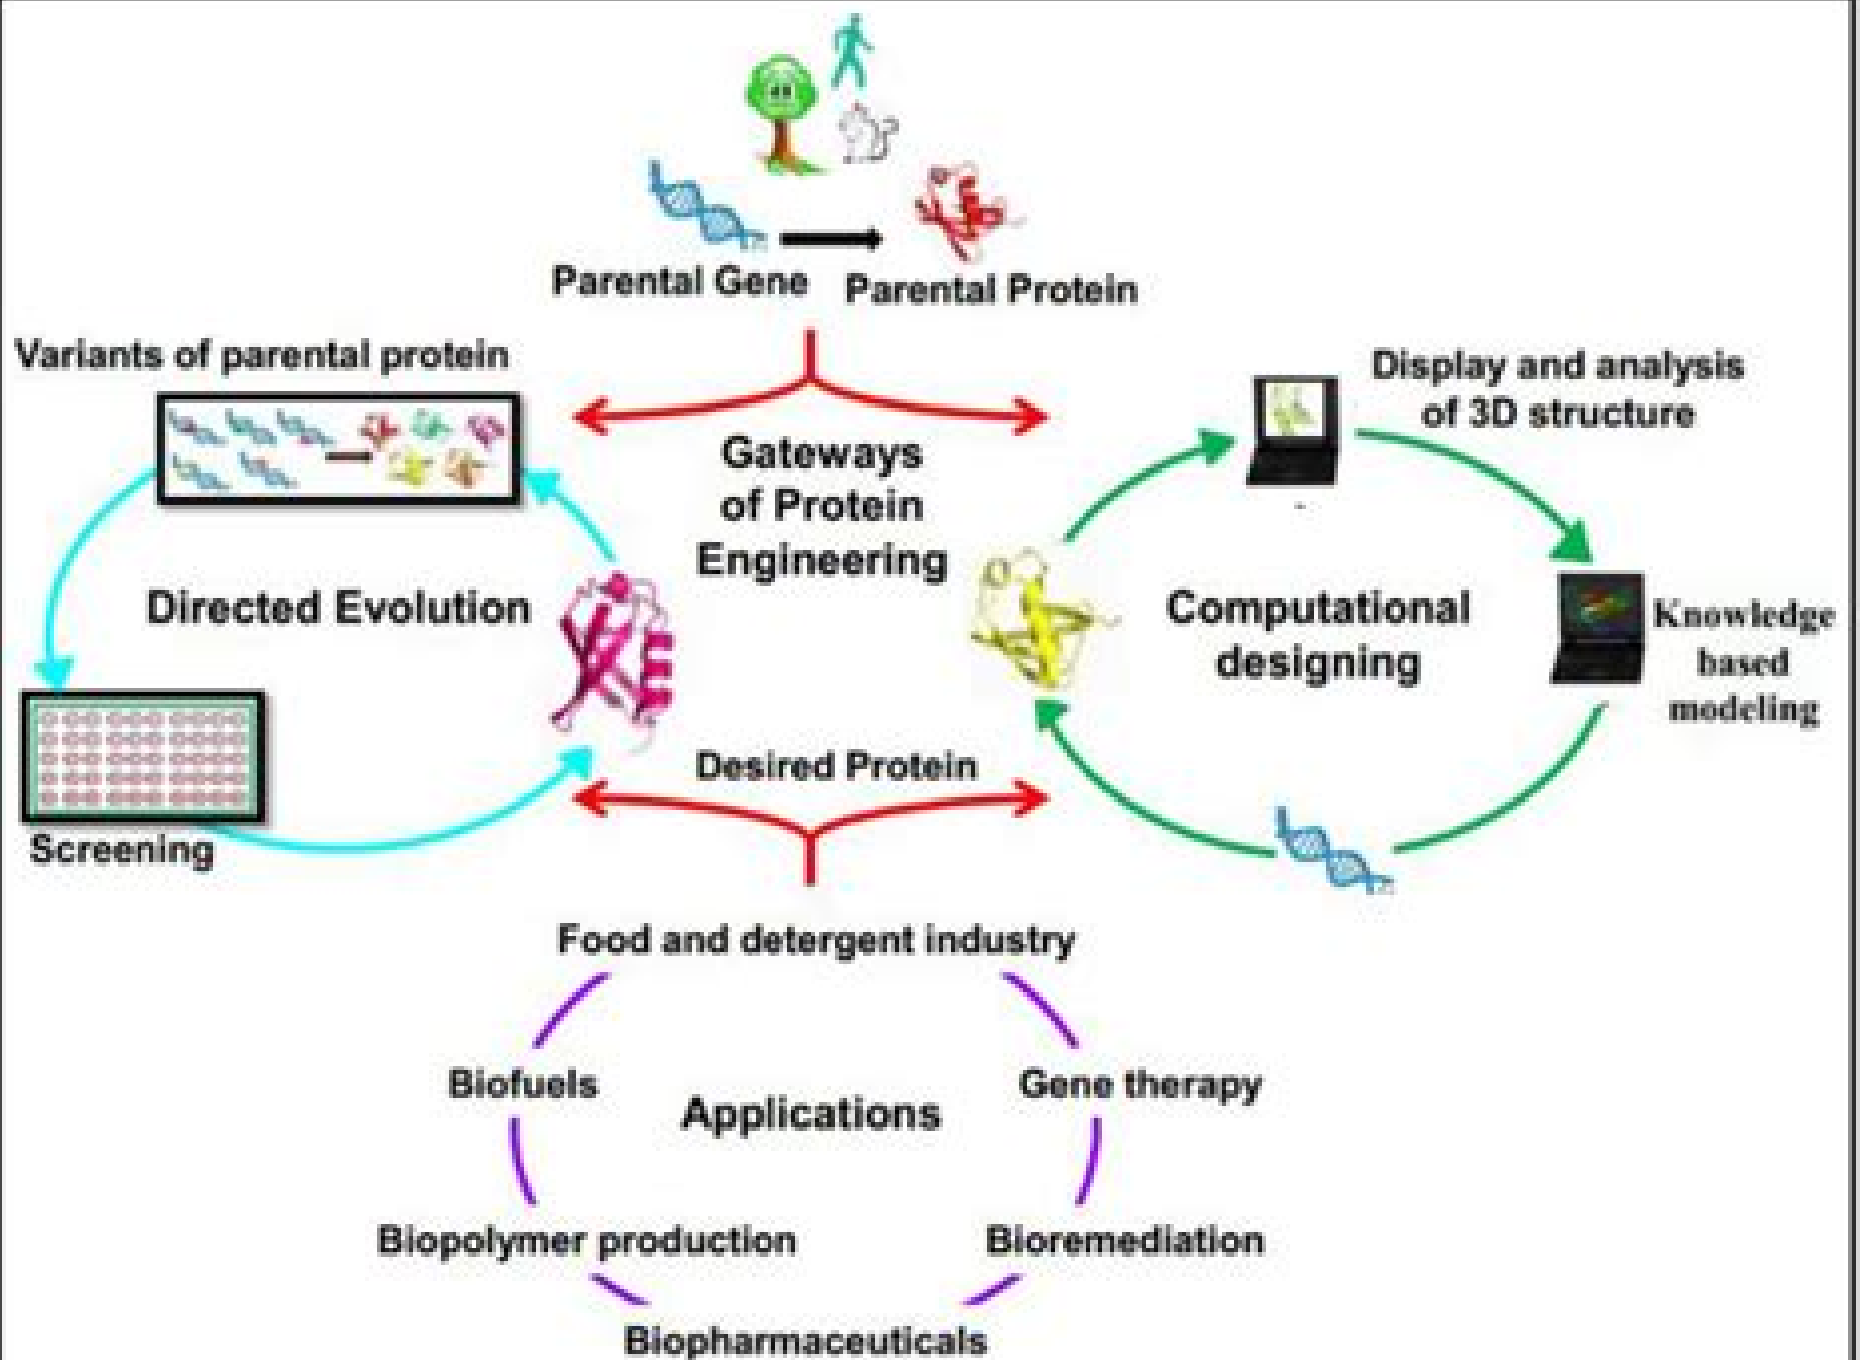 Parental Gene
Parental Protein
Variants of parental protein
Display and analysis
of 3D structure
Gateways
of Protein
Engineering
Directed Evolution
Computational
designing
Knowledge
based
modeling
Desired Protein
Screening
Food and detergent industry
Biofuels
Gene therapy
Applications
Biopolymer production
Bioremediation
Biopharmaceuticals